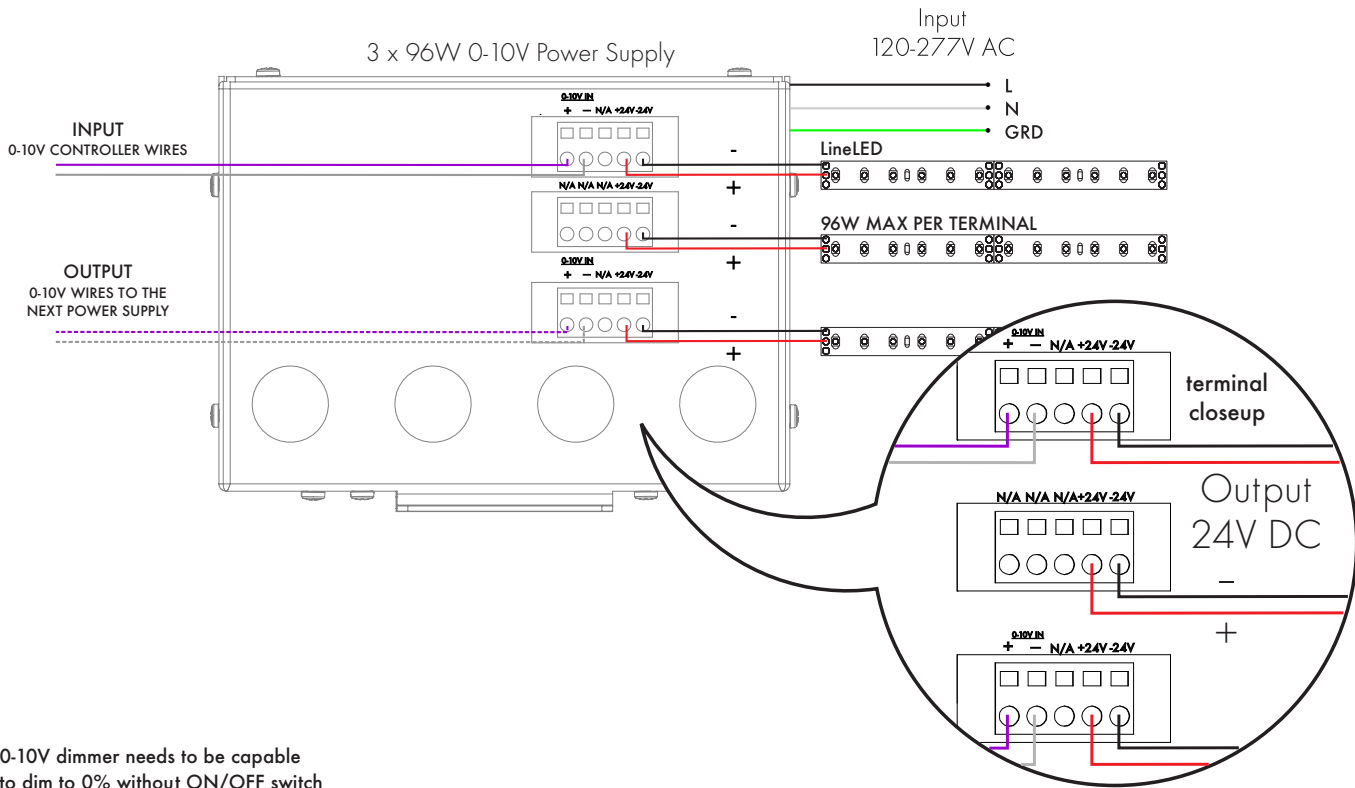 Input
120-277V AC
3 x 96W 0-10V Power Supply
L
N
GRD
0-10V IN
+ − N/A +24V-24V
INPUT
0-10V CONTROLLER WIRES
-
+
LineLED
N/A N/A N/A +24V-24V
-
+
96W MAX PER TERMINAL
0-10V IN
+ − N/A +24V-24V
OUTPUT
0-10V WIRES TO THE
NEXT POWER SUPPLY
-
+
0-10V IN
+ − N/A +24V-24V
terminal
closeup
N/A N/A N/A+24V-24V
Output
24V DC
−
+
0-10V IN
+ − N/A +24V-24V
0-10V dimmer needs to be capable
to dim to 0% without ON/OFF switch